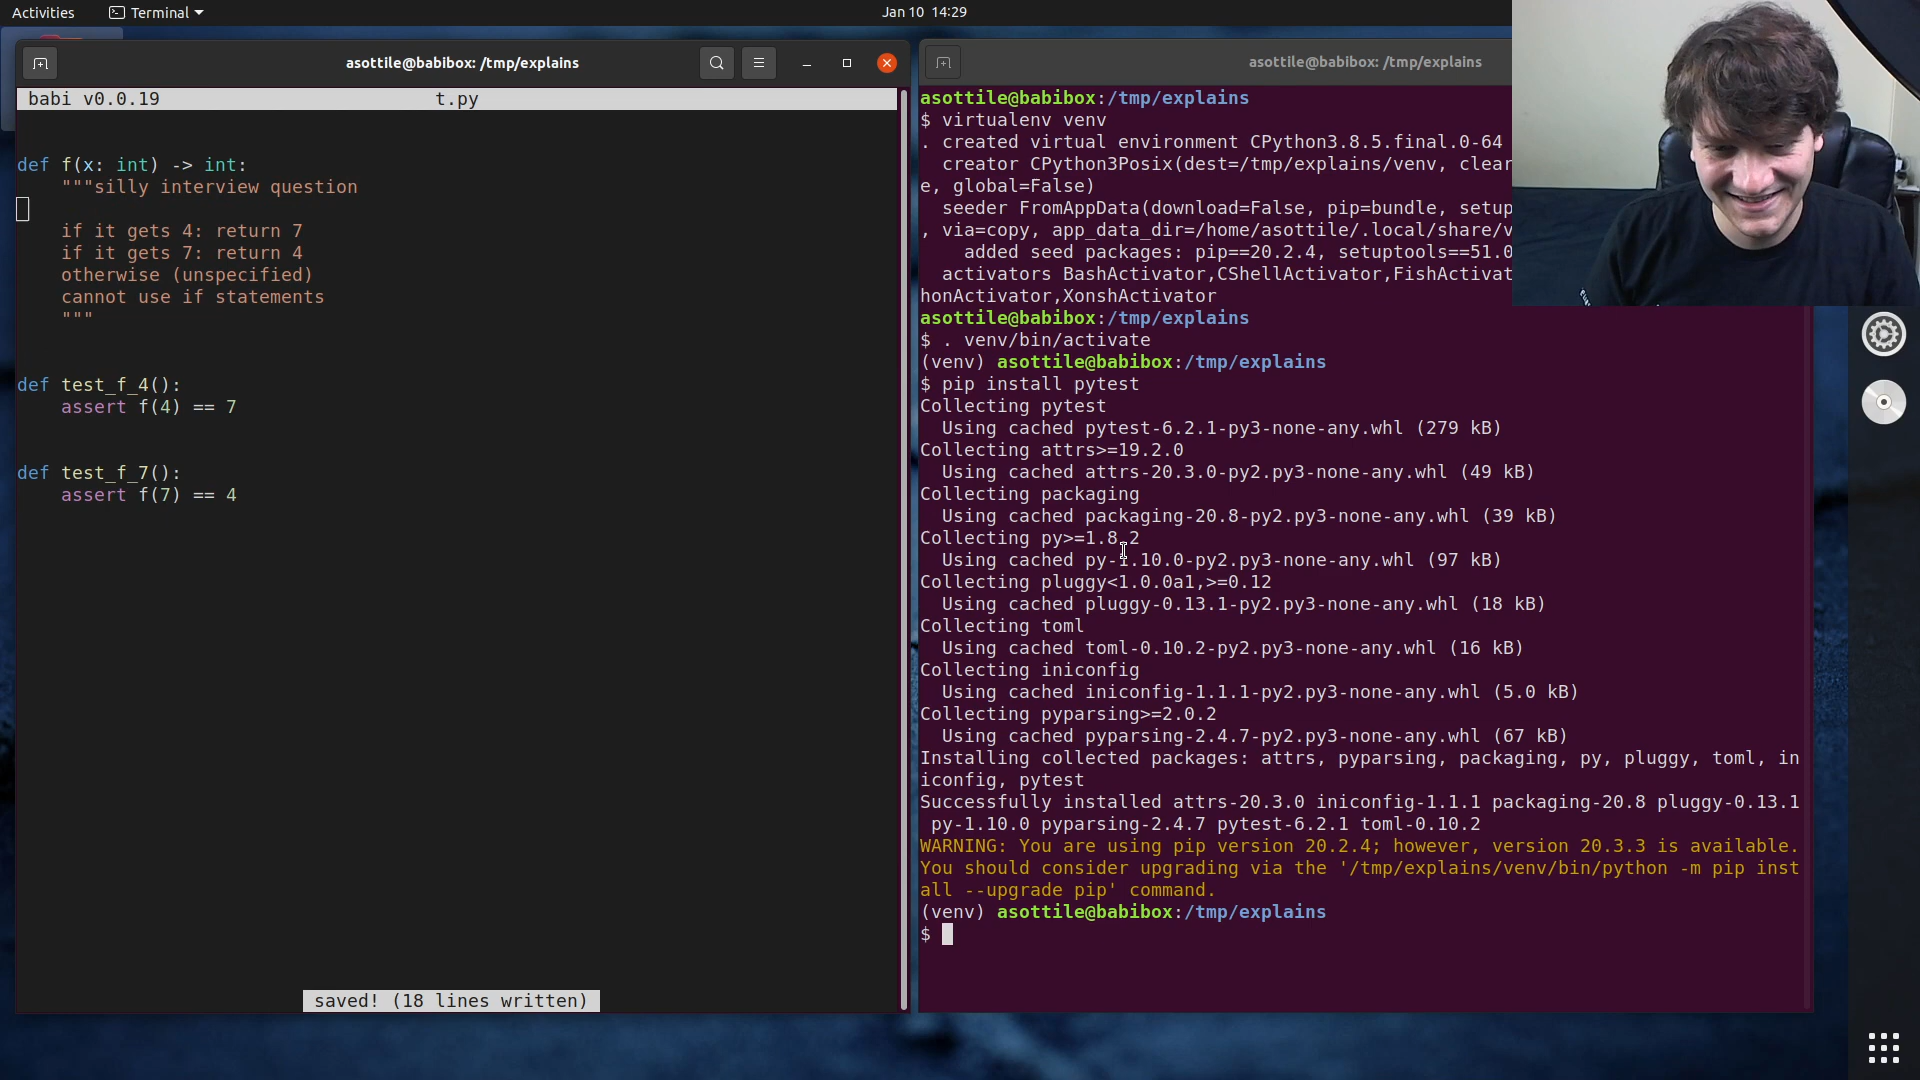 Activities
Terminal
Jan 10 14:29
asottile@babibox: /tmp/explains
babi v0.0.19 t.py
def f(x: int) -> int:
    """silly interview question
    if it gets 4: return 7
    if it gets 7: return 4
    otherwise (unspecified)
    cannot use if statements
    """
def test_f_4():
    assert f(4) == 7
def test_f_7():
    assert f(7) == 4
saved! (18 lines written)
asottile@babibox: /tmp/explains
asottile@babibox:/tmp/explains
$ virtualenv venv
. created virtual environment CPython3.8.5.final.0-64
  creator CPython3Posix(dest=/tmp/explains/venv, clear
e, global=False)
  seeder FromAppData(download=False, pip=bundle, setup
, via=copy, app_data_dir=/home/asottile/.local/share/v
    added seed packages: pip==20.2.4, setuptools==51.0
  activators BashActivator,CShellActivator,FishActivat
honActivator,XonshActivator
asottile@babibox:/tmp/explains
$ . venv/bin/activate
(venv) asottile@babibox:/tmp/explains
$ pip install pytest
Collecting pytest
  Using cached pytest-6.2.1-py3-none-any.whl (279 kB)
Collecting attrs>=19.2.0
  Using cached attrs-20.3.0-py2.py3-none-any.whl (49 kB)
Collecting packaging
  Using cached packaging-20.8-py2.py3-none-any.whl (39 kB)
Collecting py>=1.8.2
  Using cached py-1.10.0-py2.py3-none-any.whl (97 kB)
Collecting pluggy<1.0.0a1,>=0.12
  Using cached pluggy-0.13.1-py2.py3-none-any.whl (18 kB)
Collecting toml
  Using cached toml-0.10.2-py2.py3-none-any.whl (16 kB)
Collecting iniconfig
  Using cached iniconfig-1.1.1-py2.py3-none-any.whl (5.0 kB)
Collecting pyparsing>=2.0.2
  Using cached pyparsing-2.4.7-py2.py3-none-any.whl (67 kB)
Installing collected packages: attrs, pyparsing, packaging, py, pluggy, toml, in
iconfig, pytest
Successfully installed attrs-20.3.0 iniconfig-1.1.1 packaging-20.8 pluggy-0.13.1
 py-1.10.0 pyparsing-2.4.7 pytest-6.2.1 toml-0.10.2
WARNING: You are using pip version 20.2.4; however, version 20.3.3 is available.
You should consider upgrading via the '/tmp/explains/venv/bin/python -m pip inst
all --upgrade pip' command.
(venv) asottile@babibox:/tmp/explains
$